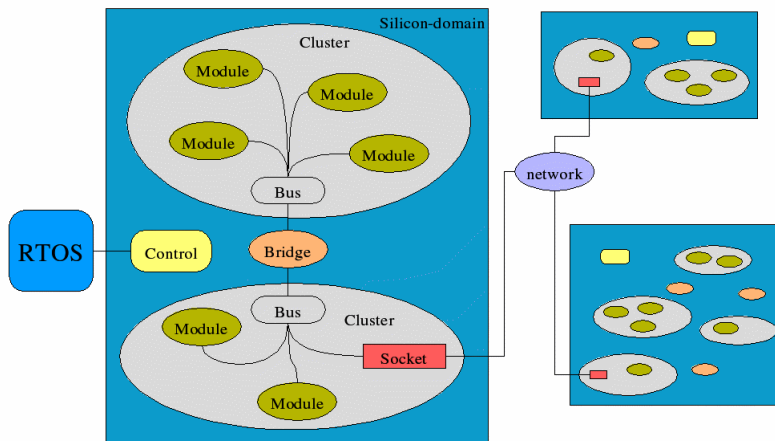 Silicon-domain
Cluster
Module
Module
Module
Module
Bus
network
RTOS
Control
Bridge
Bus
Cluster
Module
Socket
Module